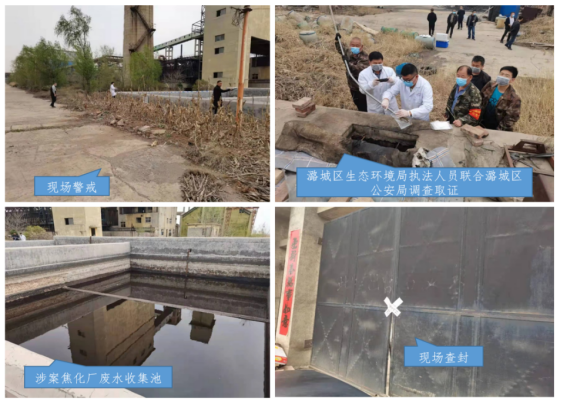 现场警戒
潞城区生态环境局执法人员联合潞城区
公安局调查取证
涉案焦化厂废水收集池
现场查封